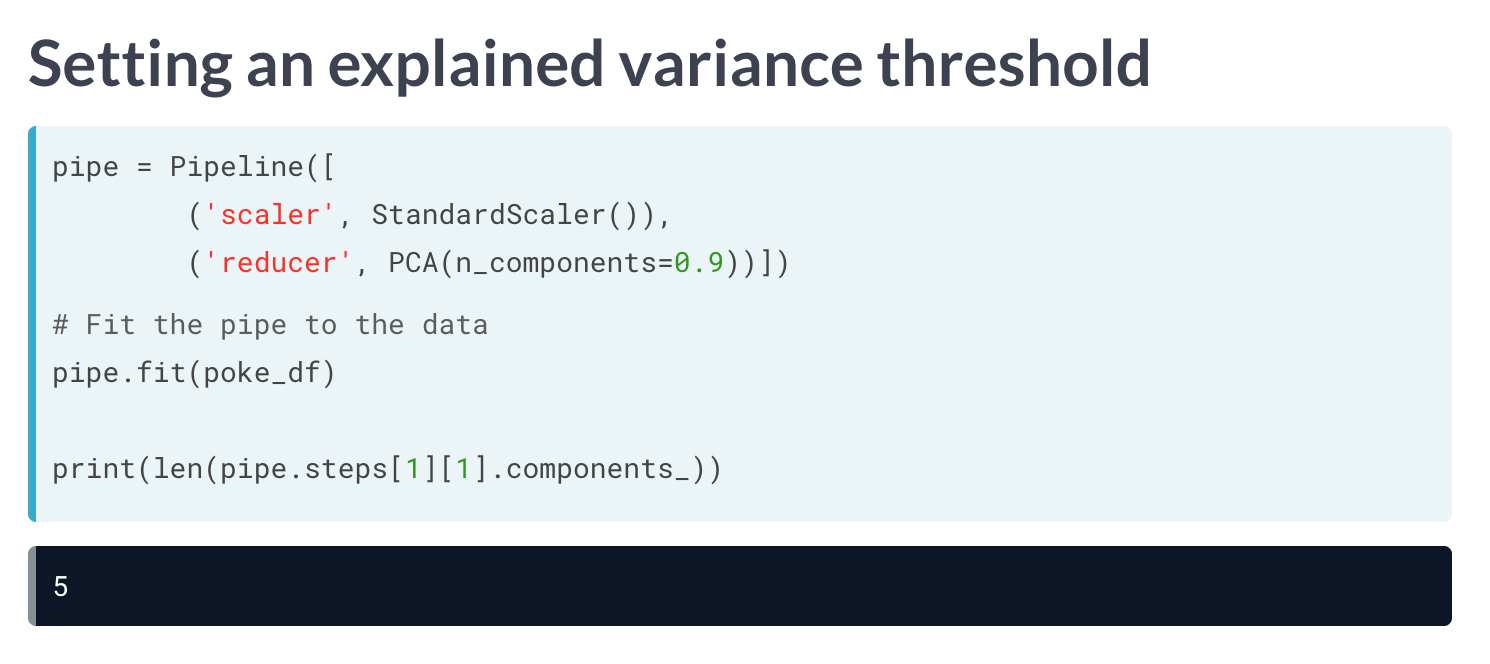 Setting an explained variance threshold
pipe = Pipeline([
        ('scaler', StandardScaler()),
        ('reducer', PCA(n_components=0.9))])
# Fit the pipe to the data
pipe.fit(poke_df)
print(len(pipe.steps[1][1].components_))
5